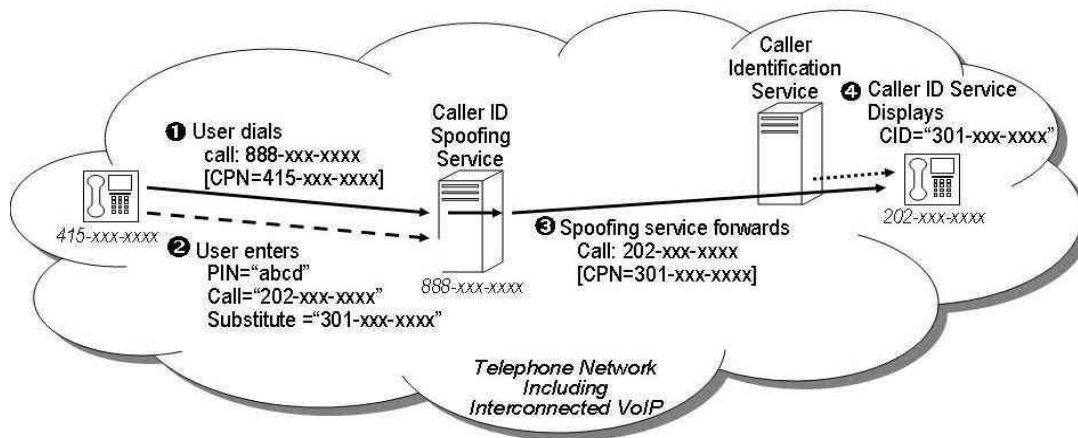 Caller
Identification
Service
❹ Caller ID Service
Displays
CID="301-xxx-xxxx"
202-xxx-xxxx
Caller ID
Spoofing
Service
888-xxx-xxxx
❶ User dials
call: 888-xxx-xxxx
[CPN=415-xxx-xxxx]
415-xxx-xxxx
❷ User enters
PIN="abcd"
Call="202-xxx-xxxx"
Substitute ="301-xxx-xxxx"
❸ Spoofing service forwards
Call: 202-xxx-xxxx
[CPN=301-xxx-xxxx]
Telephone Network
Including
Interconnected VoIP